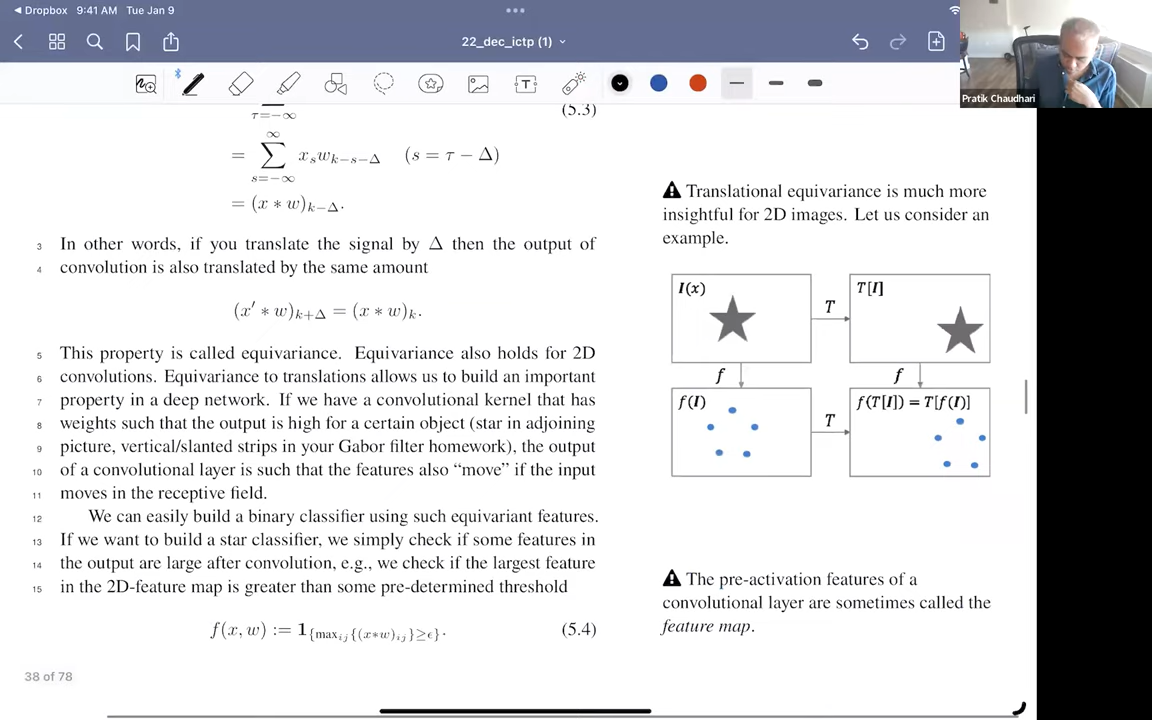 Dropbox 9:41 AM Tue Jan 9
22_dec_ictp (1)
T
Pratik Chaudhari
τ=−∞
(5.3)
= ∞∑s=−∞ x_s w_{k−s−Δ} (s = τ − Δ)
= (x ∗ w)_{k−Δ}.
3 In other words, if you translate the signal by Δ then the output of
4 convolution is also translated by the same amount
(x′ ∗ w)_{k+Δ} = (x ∗ w)_k.
5 This property is called equivariance. Equivariance also holds for 2D
6 convolutions. Equivariance to translations allows us to build an important
7 property in a deep network. If we have a convolutional kernel that has
8 weights such that the output is high for a certain object (star in adjoining
9 picture, vertical/slanted strips in your Gabor filter homework), the output
10 of a convolutional layer is such that the features also “move” if the input
11 moves in the receptive field.
12 We can easily build a binary classifier using such equivariant features.
13 If we want to build a star classifier, we simply check if some features in
14 the output are large after convolution, e.g., we check if the largest feature
15 in the 2D-feature map is greater than some pre-determined threshold
f(x, w) := 1_{{max_{ij}{(x∗w)_{ij}}≥ϵ}}. (5.4)
38 of 78
Translational equivariance is much more
insightful for 2D images. Let us consider an
example.
I(x)
T
T[I]
f
f
f(I)
T
f(T[I]) = T[f(I)]
The pre-activation features of a
convolutional layer are sometimes called the
feature map.